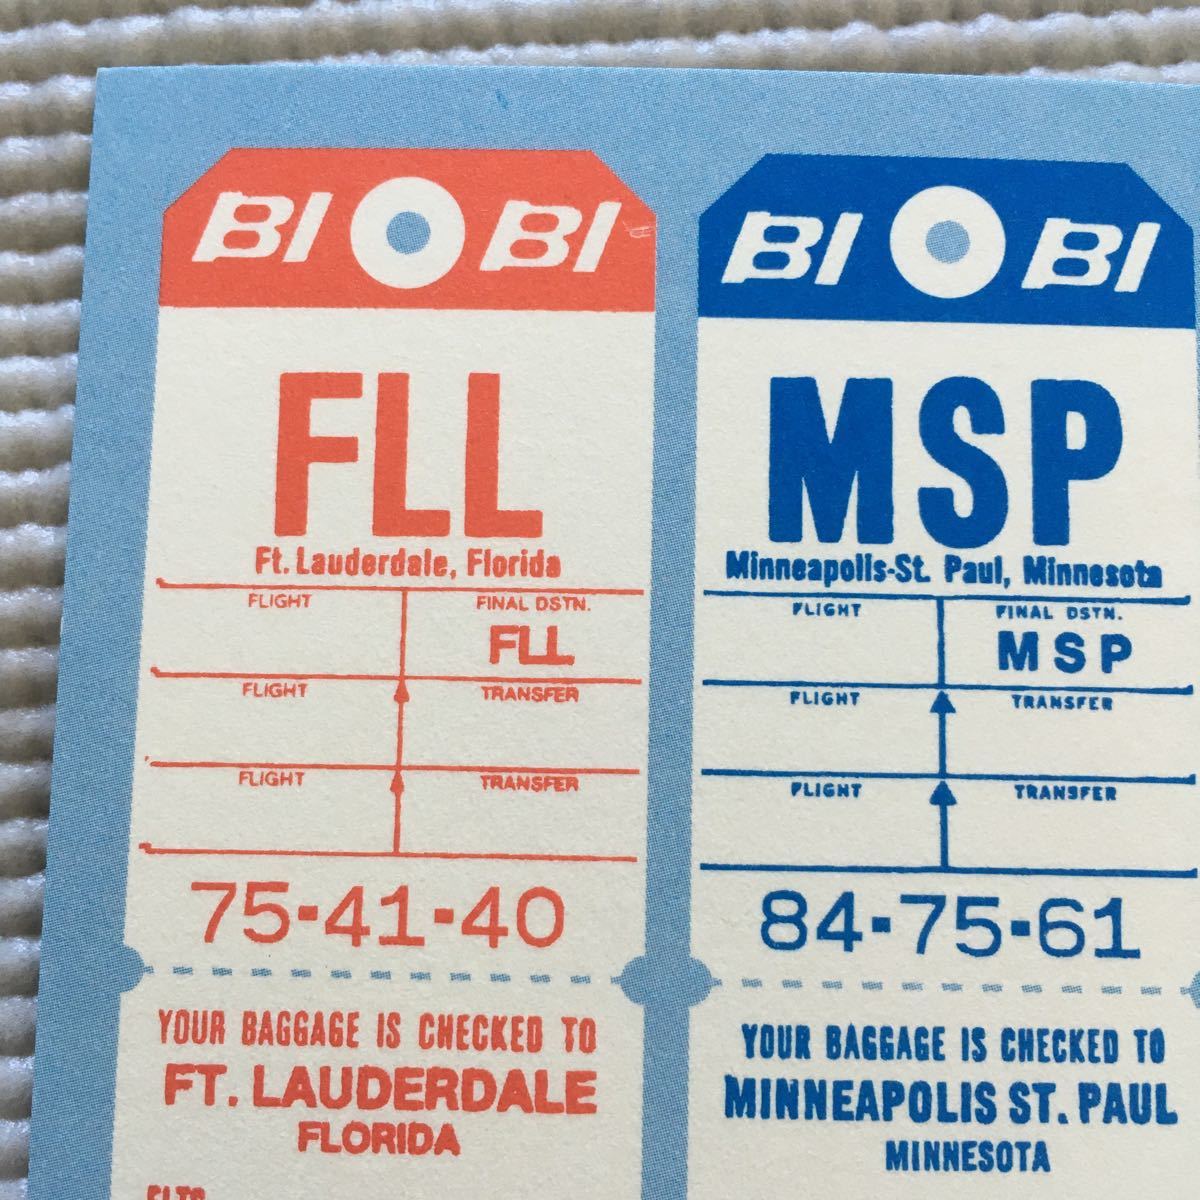 BI BI
FLL
Ft. Lauderdale, Florida
FLIGHT FINAL DSTN.
FLL
FLIGHT TRANSFER
FLIGHT TRANSFER
75-41-40
YOUR BAGGAGE IS CHECKED TO
FT. LAUDERDALE
FLORIDA
BI BI
MSP
Minneapolis-St. Paul, Minnesota
FLIGHT FINAL DSTN.
MSP
FLIGHT TRANSFER
FLIGHT TRANSFER
84-75-61
YOUR BAGGAGE IS CHECKED TO
MINNEAPOLIS ST. PAUL
MINNESOTA